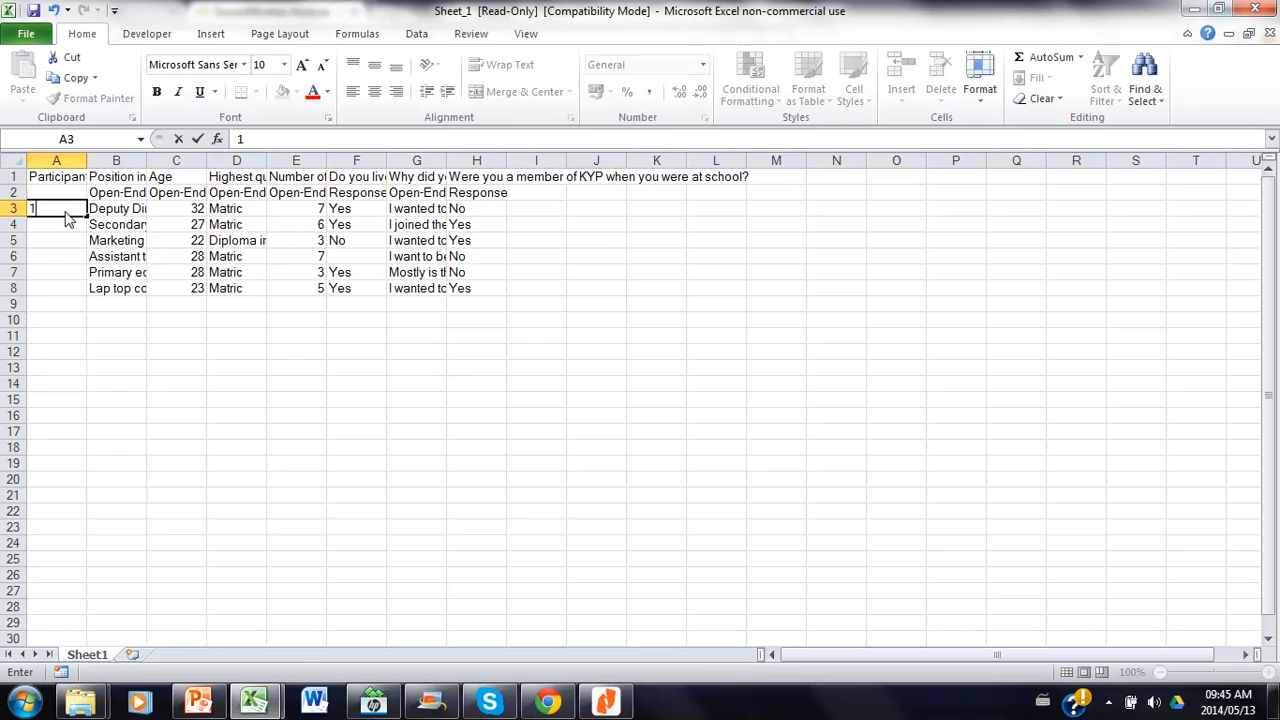 Sheet_1 [Read-Only] [Compatibility Mode] - Microsoft Excel non-commercial use
File Home Developer Insert Page Layout Formulas Data Review View
Paste
Cut
Copy
Format Painter
Microsoft Sans Ser 10
B I U A
Wrap Text
Merge & Center
General
%
Conditional Formatting
Format as Table
Cell Styles
Insert
Delete
Format
Σ AutoSum
Fill
Clear
Sort & Filter
Find & Select
Clipboard Font Alignment Number Styles Cells Editing
A3 fx 1
A B C D E F G H I J K L M N O P Q R S T U
1 Participan Position in Age Highest qu Number of Do you live Why did yo Were you a member of KYP when you were at school?
2 Open-End Open-End Open-End Open-End Response Open-End Response
3 1 Deputy Dir 32 Matric 7 Yes I wanted to No
4 Secondary 27 Matric 6 Yes I joined the Yes
5 Marketing 22 Diploma in 3 No I wanted to Yes
6 Assistant t 28 Matric 7 I want to be No
7 Primary ed 28 Matric 3 Yes Mostly is th No
8 Lap top co 23 Matric 5 Yes I wanted to Yes
9
10
11
12
13
14
15
16
17
18
19
20
21
22
23
24
25
26
27
28
29
30
Sheet1
Enter 100%
09:45 AM
2014/05/13